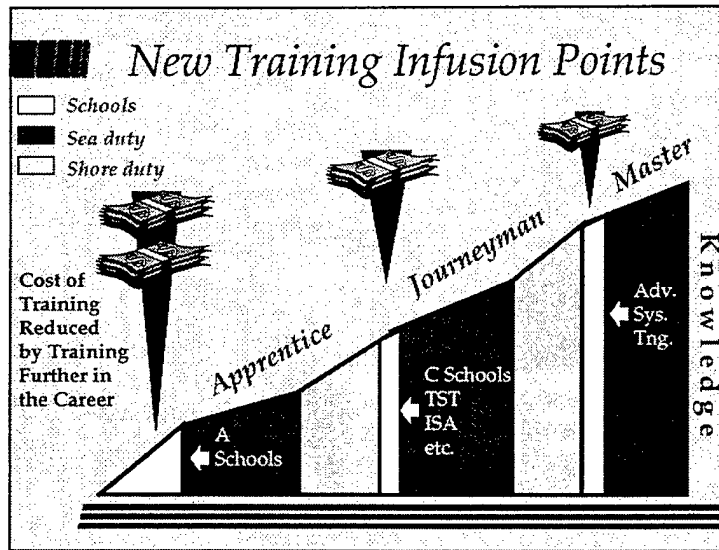 New Training Infusion Points
Schools
Sea duty
Shore duty
Cost of
Training
Reduced
by Training
Further in
the Career
Apprentice
Journeyman
Master
A
Schools
C Schools
TST
ISA
etc.
Adv.
Sys.
Tng.
Knowledge